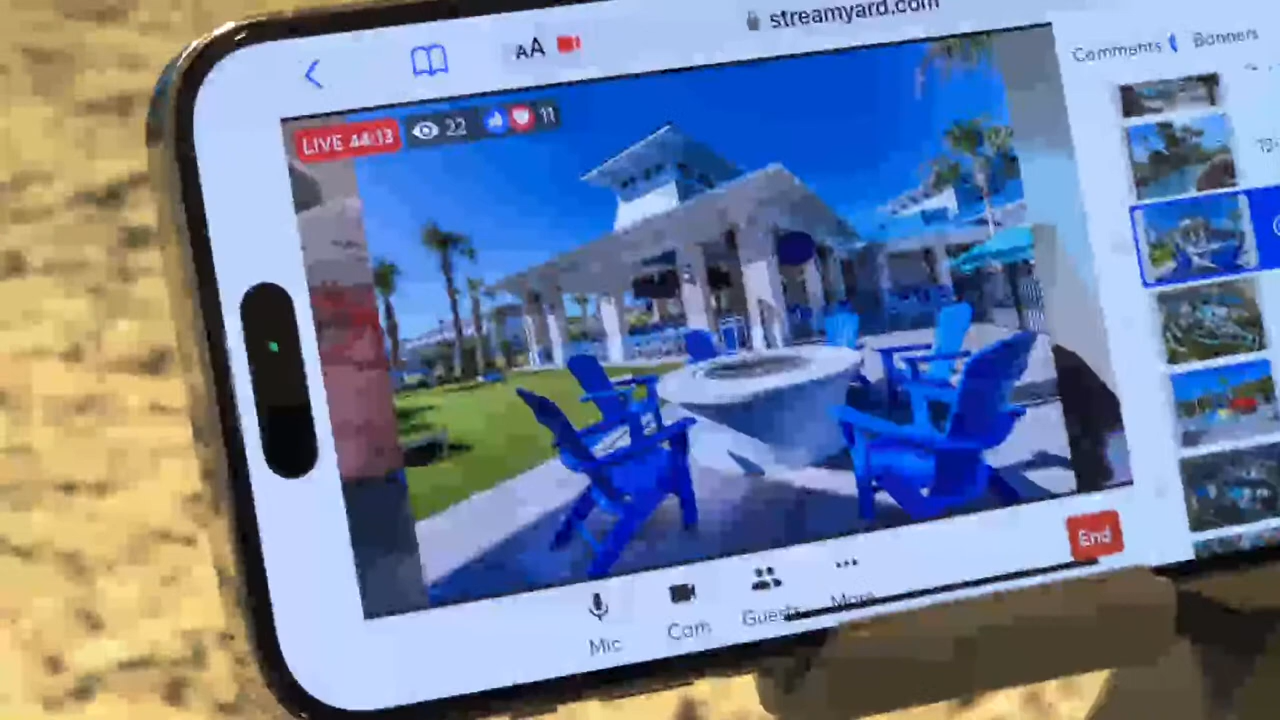 AA
streamyard.com
Comments
Banners
LIVE 44:13
22
11
End
Mic
Cam
Guests
More